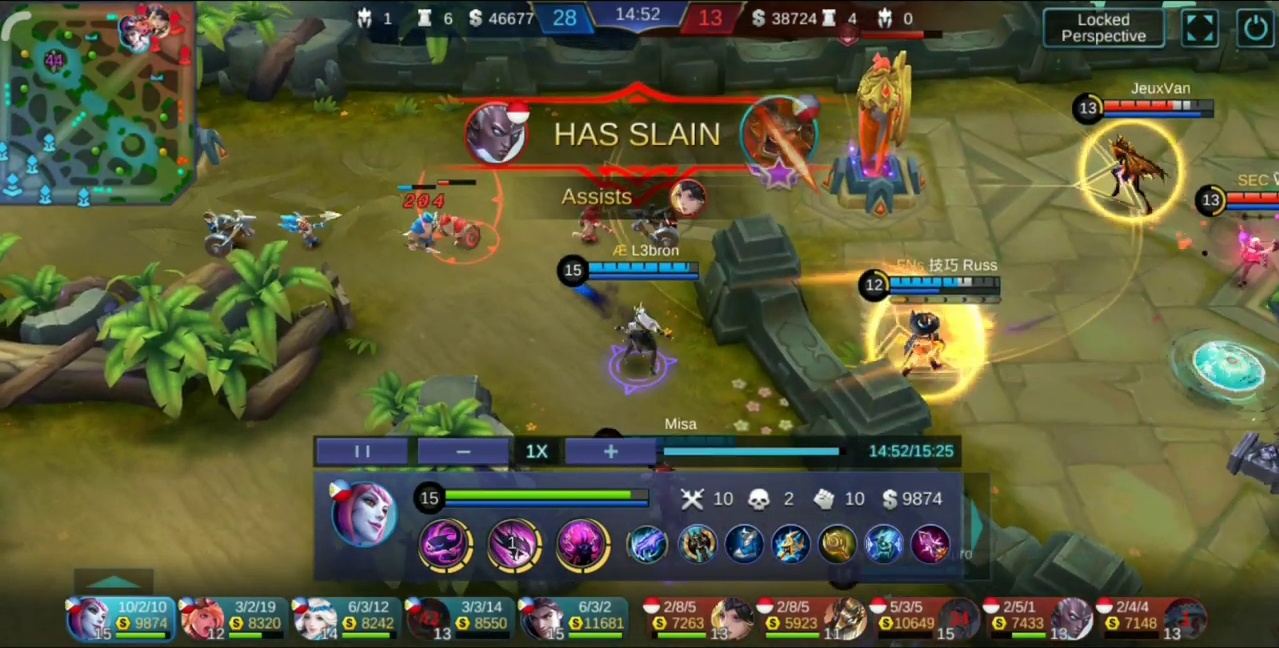 1 6 $ 46677 28 14:52 13 $ 38724 4 0
Locked
Perspective
44
JeuxVan
13
HAS SLAIN
SEC
13
204
Assists
Æ L3bron
15
ENs 技巧 Russ
12
Misa
1X
14:52/15:25
15
10 2 10 $ 9874
1
10/2/10 3/2/19 6/3/12 3/3/14 6/3/2 2/8/5 2/8/5 5/3/5 2/5/1 2/4/4
9874 8320 8242 8550 11681 7263 5923 10649 7433 7148
15 12 14 13 15 13 11 15 13 13